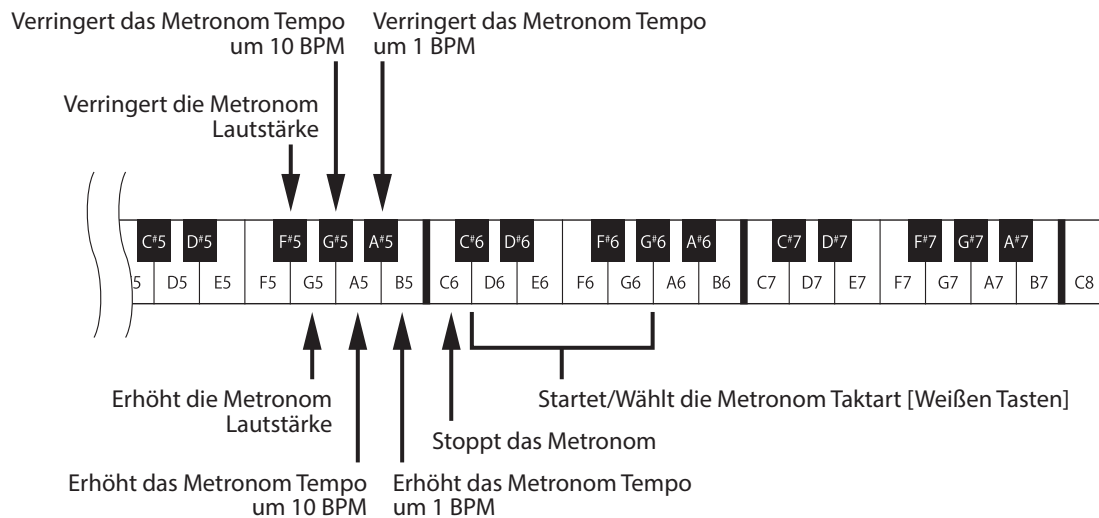 Verringert das Metronom Tempo
um 10 BPM
Verringert das Metronom Tempo
um 1 BPM
Verringert die Metronom
Lautstärke
C#5 D#5 F#5 G#5 A#5 C#6 D#6 F#6 G#6 A#6 C#7 D#7 F#7 G#7 A#7
5 D5 E5 F5 G5 A5 B5 C6 D6 E6 F6 G6 A6 B6 C7 D7 E7 F7 G7 A7 B7 C8
Erhöht die Metronom
Lautstärke
Startet/Wählt die Metronom Taktart [Weißen Tasten]
Stoppt das Metronom
Erhöht das Metronom Tempo
um 10 BPM
Erhöht das Metronom Tempo
um 1 BPM